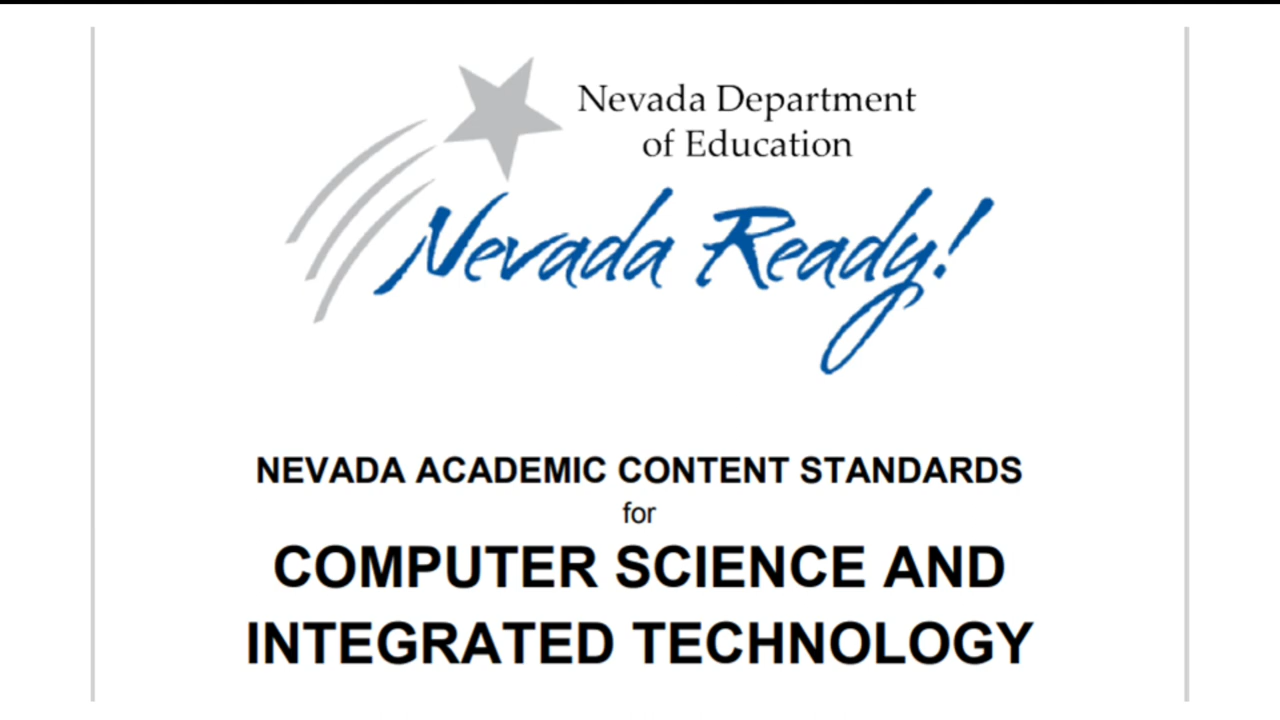 Nevada Department
of Education
Nevada Ready!
NEVADA ACADEMIC CONTENT STANDARDS
for
COMPUTER SCIENCE AND
INTEGRATED TECHNOLOGY